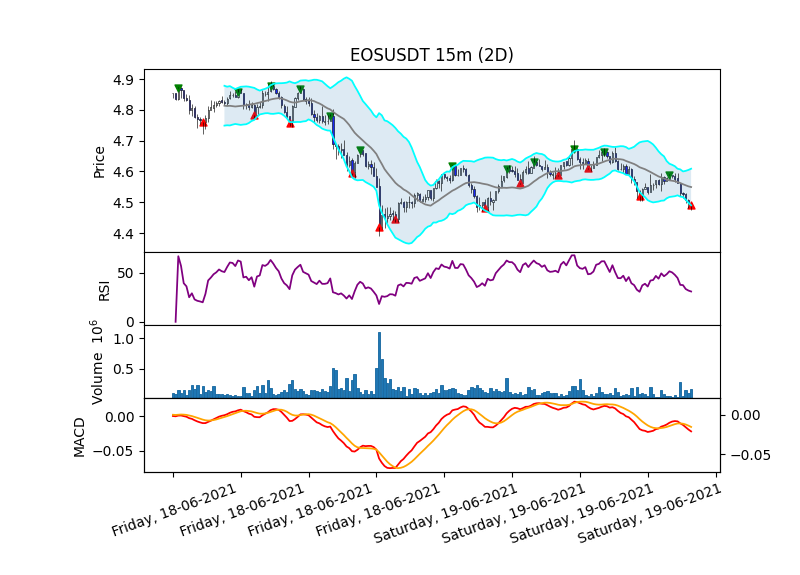 EOSUSDT 15m (2D)
4.9
4.8
4.7
4.6
4.5
4.4
Price
50
0
RSI
1.0
0.5
Volume 10^6
0.00
−0.05
MACD
0.00
−0.05
Friday, 18-06-2021
Friday, 18-06-2021
Friday, 18-06-2021
Friday, 18-06-2021
Saturday, 19-06-2021
Saturday, 19-06-2021
Saturday, 19-06-2021
Saturday, 19-06-2021